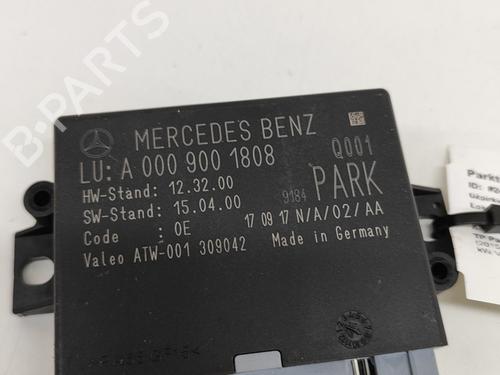 B-PARTS
MERCEDES BENZ
LU: A 000 900 1808 Q001
HW-Stand: 12.32.00 9184 PARK
SW-Stand: 15.04.00
Code : 0E 17 09 17 N/A/02/AA
Valeo ATW-001 309042 Made in Germany
ID: